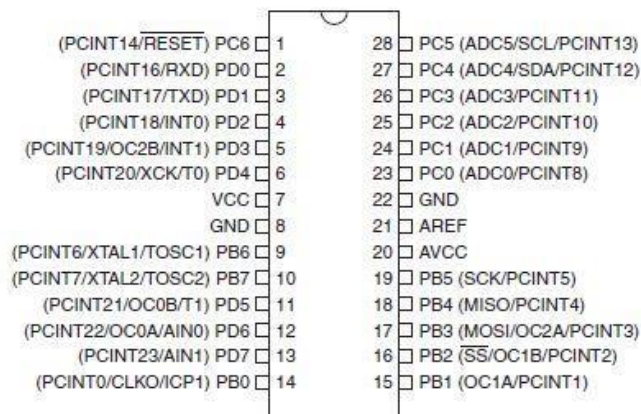 (PCINT14/RESET) PC6 1 28 PC5 (ADC5/SCL/PCINT13)
(PCINT16/RXD) PD0 2 27 PC4 (ADC4/SDA/PCINT12)
(PCINT17/TXD) PD1 3 26 PC3 (ADC3/PCINT11)
(PCINT18/INT0) PD2 4 25 PC2 (ADC2/PCINT10)
(PCINT19/OC2B/INT1) PD3 5 24 PC1 (ADC1/PCINT9)
(PCINT20/XCK/T0) PD4 6 23 PC0 (ADC0/PCINT8)
VCC 7 22 GND
GND 8 21 AREF
(PCINT6/XTAL1/TOSC1) PB6 9 20 AVCC
(PCINT7/XTAL2/TOSC2) PB7 10 19 PB5 (SCK/PCINT5)
(PCINT21/OC0B/T1) PD5 11 18 PB4 (MISO/PCINT4)
(PCINT22/OC0A/AIN0) PD6 12 17 PB3 (MOSI/OC2A/PCINT3)
(PCINT23/AIN1) PD7 13 16 PB2 (SS/OC1B/PCINT2)
(PCINT0/CLKO/ICP1) PB0 14 15 PB1 (OC1A/PCINT1)